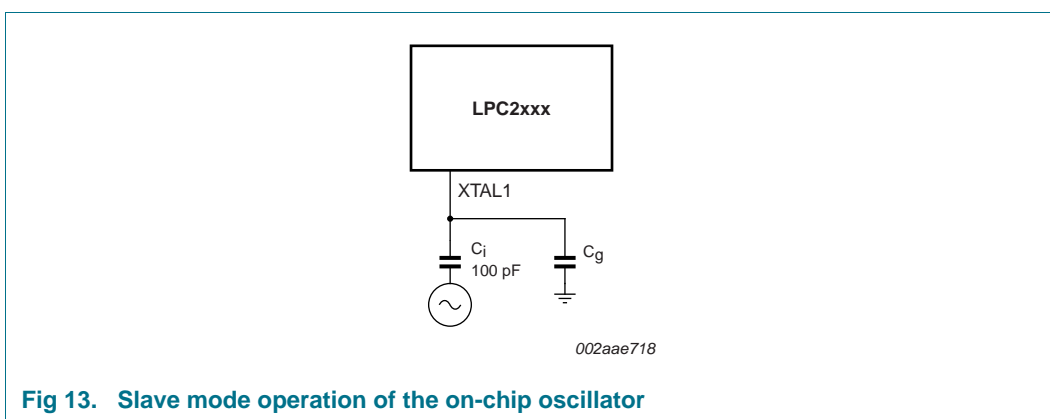 LPC2xxx
XTAL1
Ci
100 pF
Cg
002aae718
Fig 13. Slave mode operation of the on-chip oscillator